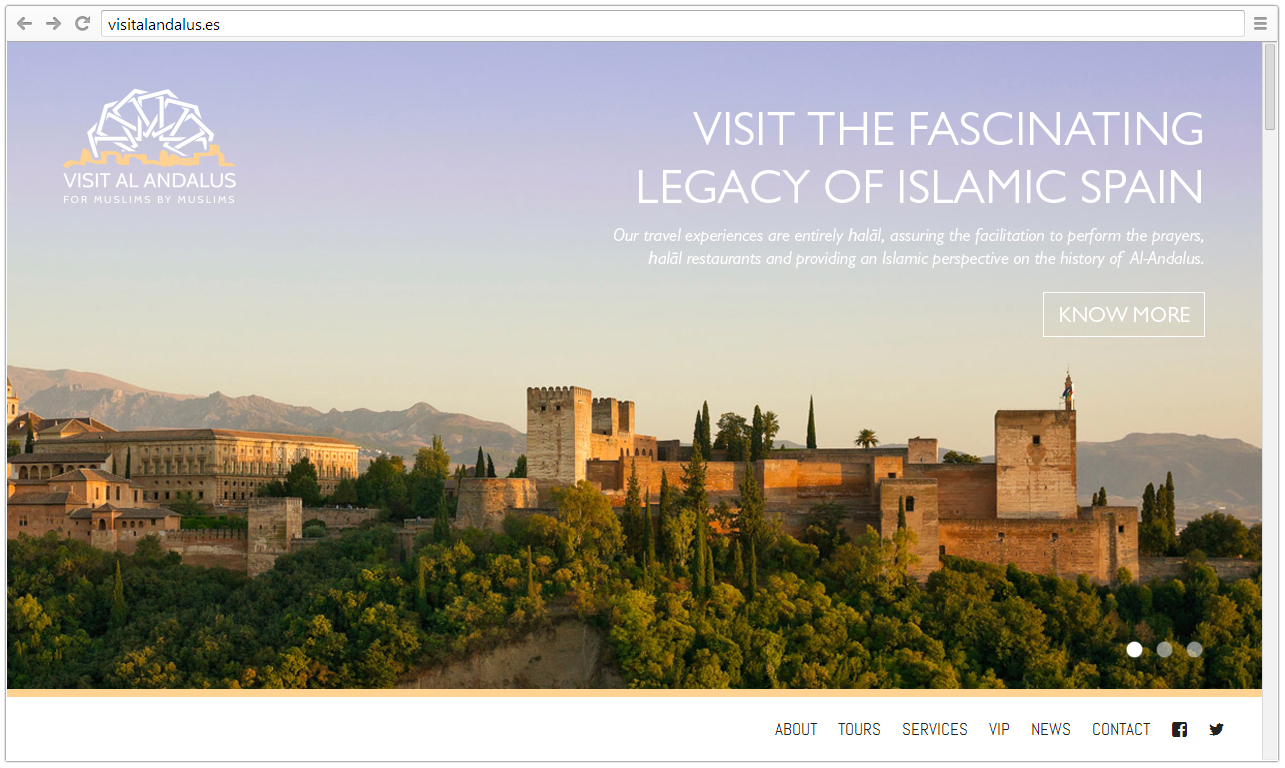 visitalandalus.es
VISIT AL ANDALUS
FOR MUSLIMS BY MUSLIMS
VISIT THE FASCINATING
LEGACY OF ISLAMIC SPAIN
Our travel experiences are entirely halāl, assuring the facilitation to perform the prayers,
halāl restaurants and providing an Islamic perspective on the history of Al-Andalus.
KNOW MORE
ABOUT TOURS SERVICES VIP NEWS CONTACT